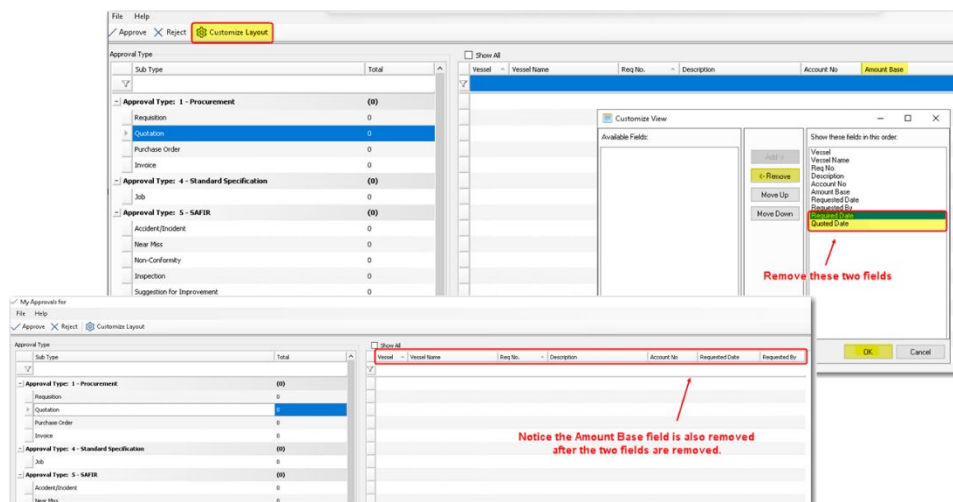 File Help
Approve Reject Customize Layout
Approval Type
Show All
Sub Type Total
Vessel Vessel Name Req No. Description Account No Amount Base
Approval Type: 1 - Procurement (0)
Requisition 0
Quotation 0
Purchase Order 0
Invoice 0
Approval Type: 4 - Standard Specification (0)
Job 0
Approval Type: 5 - SAFIR (0)
Accident/Incident 0
Near Miss 0
Non-Conformity 0
Inspection 0
Suggestion for Improvement 0
Customize View
Available Fields:
Add ->
<- Remove
Move Up
Move Down
Show these fields in this order:
Vessel
Vessel Name
Req No.
Description
Account No
Amount Base
Requested Date
Requested By
Required Date
Quoted Date
Remove these two fields
OK Cancel
My Approvals for
File Help
Approve Reject Customize Layout
Approval Type
Show All
Sub Type Total
Vessel Vessel Name Req No. Description Account No Requested Date Requested By
Approval Type: 1 - Procurement (0)
Requisition 0
Quotation 0
Purchase Order 0
Invoice 0
Approval Type: 4 - Standard Specification (0)
Job 0
Approval Type: 5 - SAFIR (0)
Accident/Incident 0
Near Miss 0
Notice the Amount Base field is also removed
after the two fields are removed.